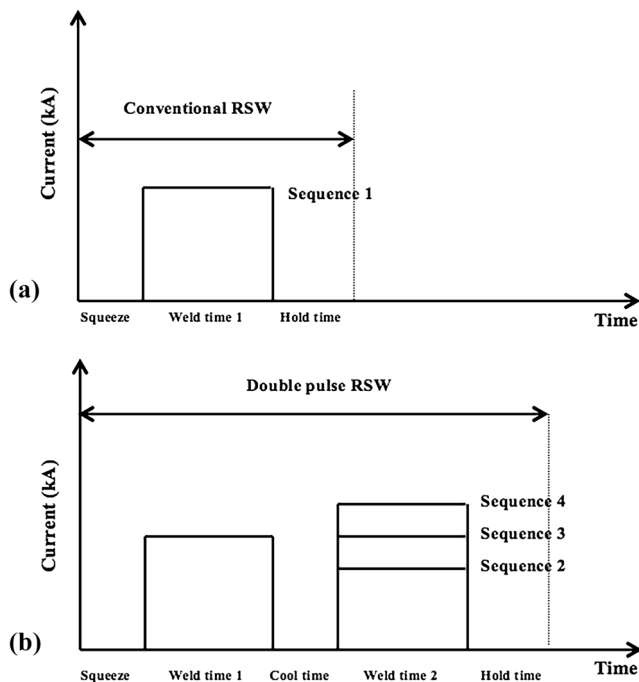 Current (kA)
Conventional RSW
Sequence 1
(a)
Squeeze Weld time 1 Hold time
Time
Current (kA)
Double pulse RSW
Sequence 4
Sequence 3
Sequence 2
(b)
Time
Squeeze Weld time 1 Cool time Weld time 2 Hold time